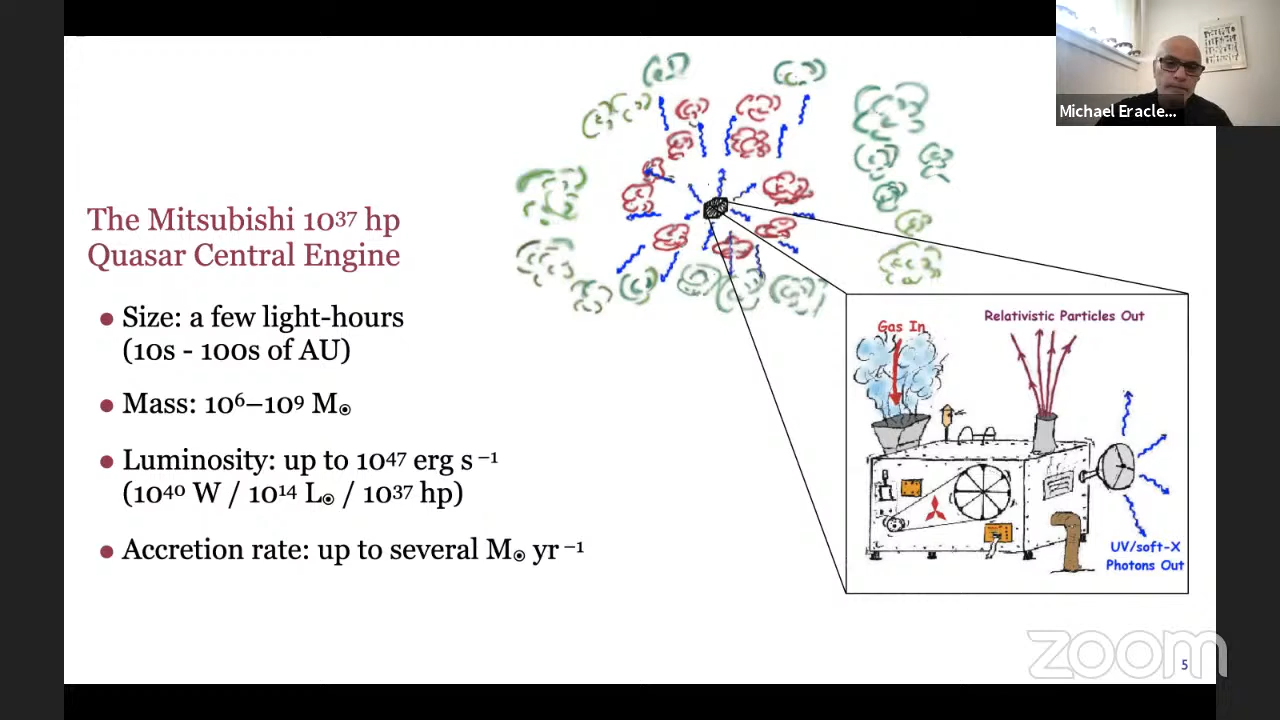 Michael Eracle...
The Mitsubishi 10³⁷ hp
Quasar Central Engine
• Size: a few light-hours
(10s - 100s of AU)
• Mass: 10⁶–10⁹ M⊙
• Luminosity: up to 10⁴⁷ erg s⁻¹
(10⁴⁰ W / 10¹⁴ L⊙ / 10³⁷ hp)
• Accretion rate: up to several M⊙ yr⁻¹
Relativistic Particles Out
Gas In
UV/soft-X
Photons Out
zoom
5